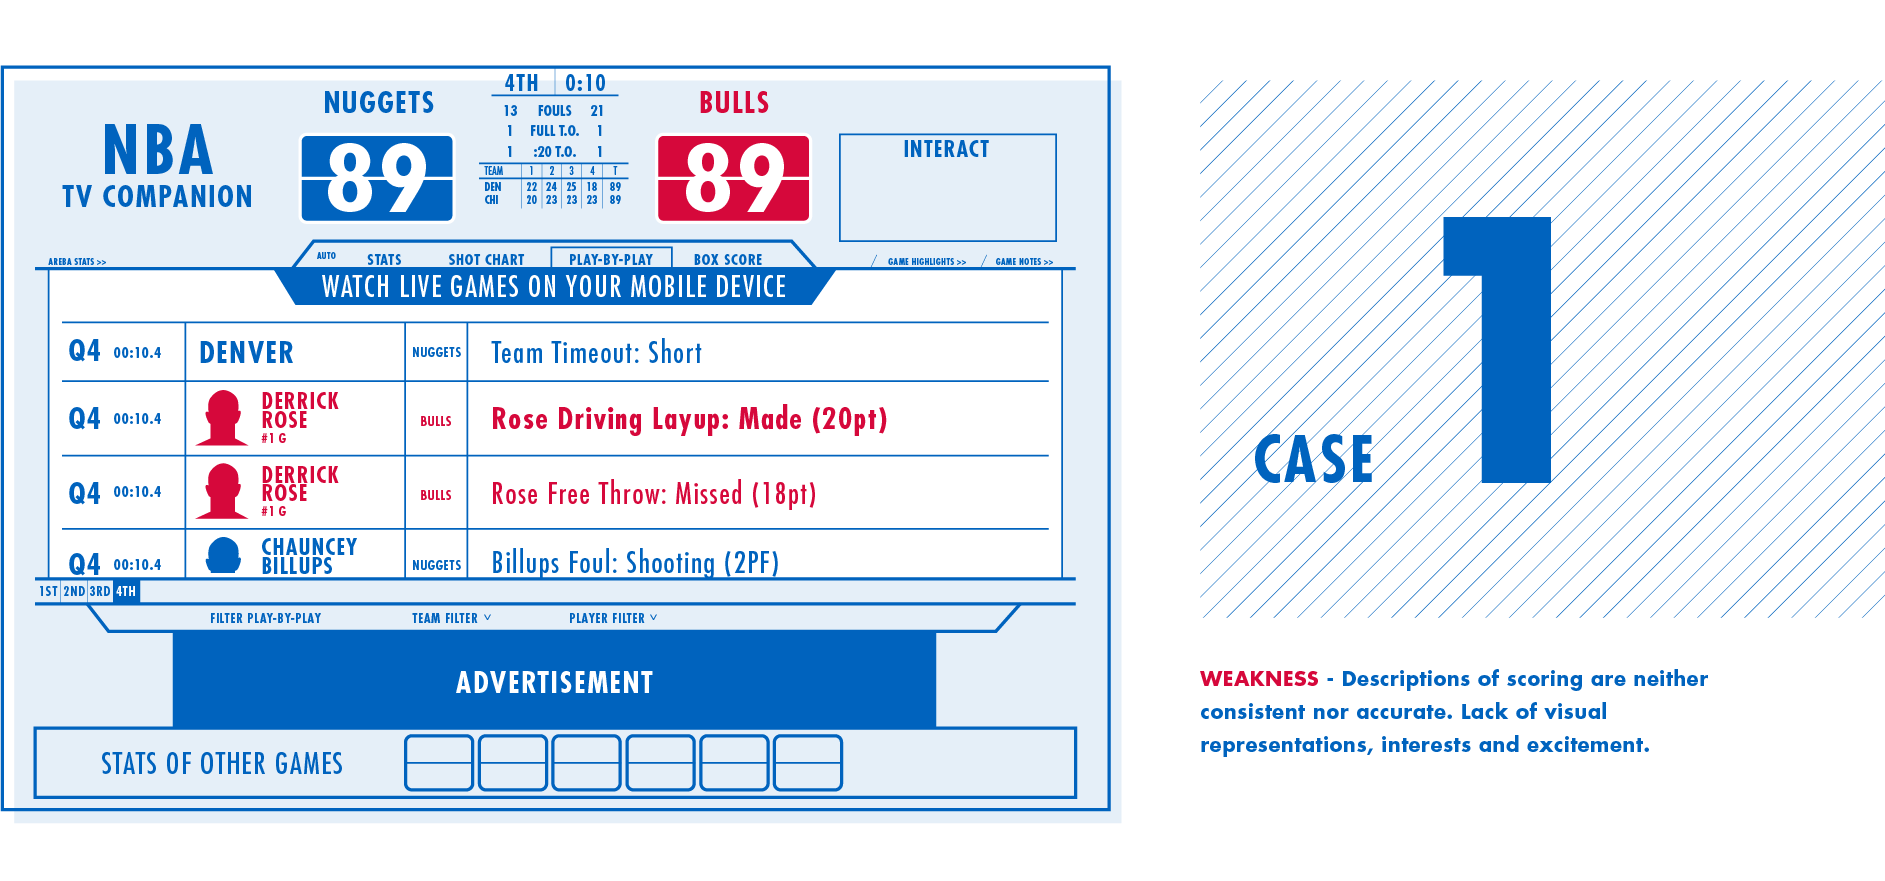 NBA
TV COMPANION
NUGGETS
89
4TH 0:10
13 FOULS 21
1 FULL T.O. 1
1 :20 T.O. 1
TEAM 1 2 3 4 T
DEN 22 24 25 18 89
CHI 20 23 23 23 89
BULLS
89
INTERACT
AREBA STATS >>
AUTO STATS SHOT CHART PLAY-BY-PLAY BOX SCORE
GAME HIGHLIGHTS >> GAME NOTES >>
WATCH LIVE GAMES ON YOUR MOBILE DEVICE
Q4 00:10.4 DENVER NUGGETS Team Timeout: Short
Q4 00:10.4 DERRICK ROSE #1 G BULLS Rose Driving Layup: Made (20pt)
Q4 00:10.4 DERRICK ROSE #1 G BULLS Rose Free Throw: Missed (18pt)
Q4 00:10.4 CHAUNCEY BILLUPS NUGGETS Billups Foul: Shooting (2PF)
1ST 2ND 3RD 4TH
FILTER PLAY-BY-PLAY TEAM FILTER PLAYER FILTER
ADVERTISEMENT
STATS OF OTHER GAMES
CASE 1
WEAKNESS - Descriptions of scoring are neither
consistent nor accurate. Lack of visual
representations, interests and excitement.